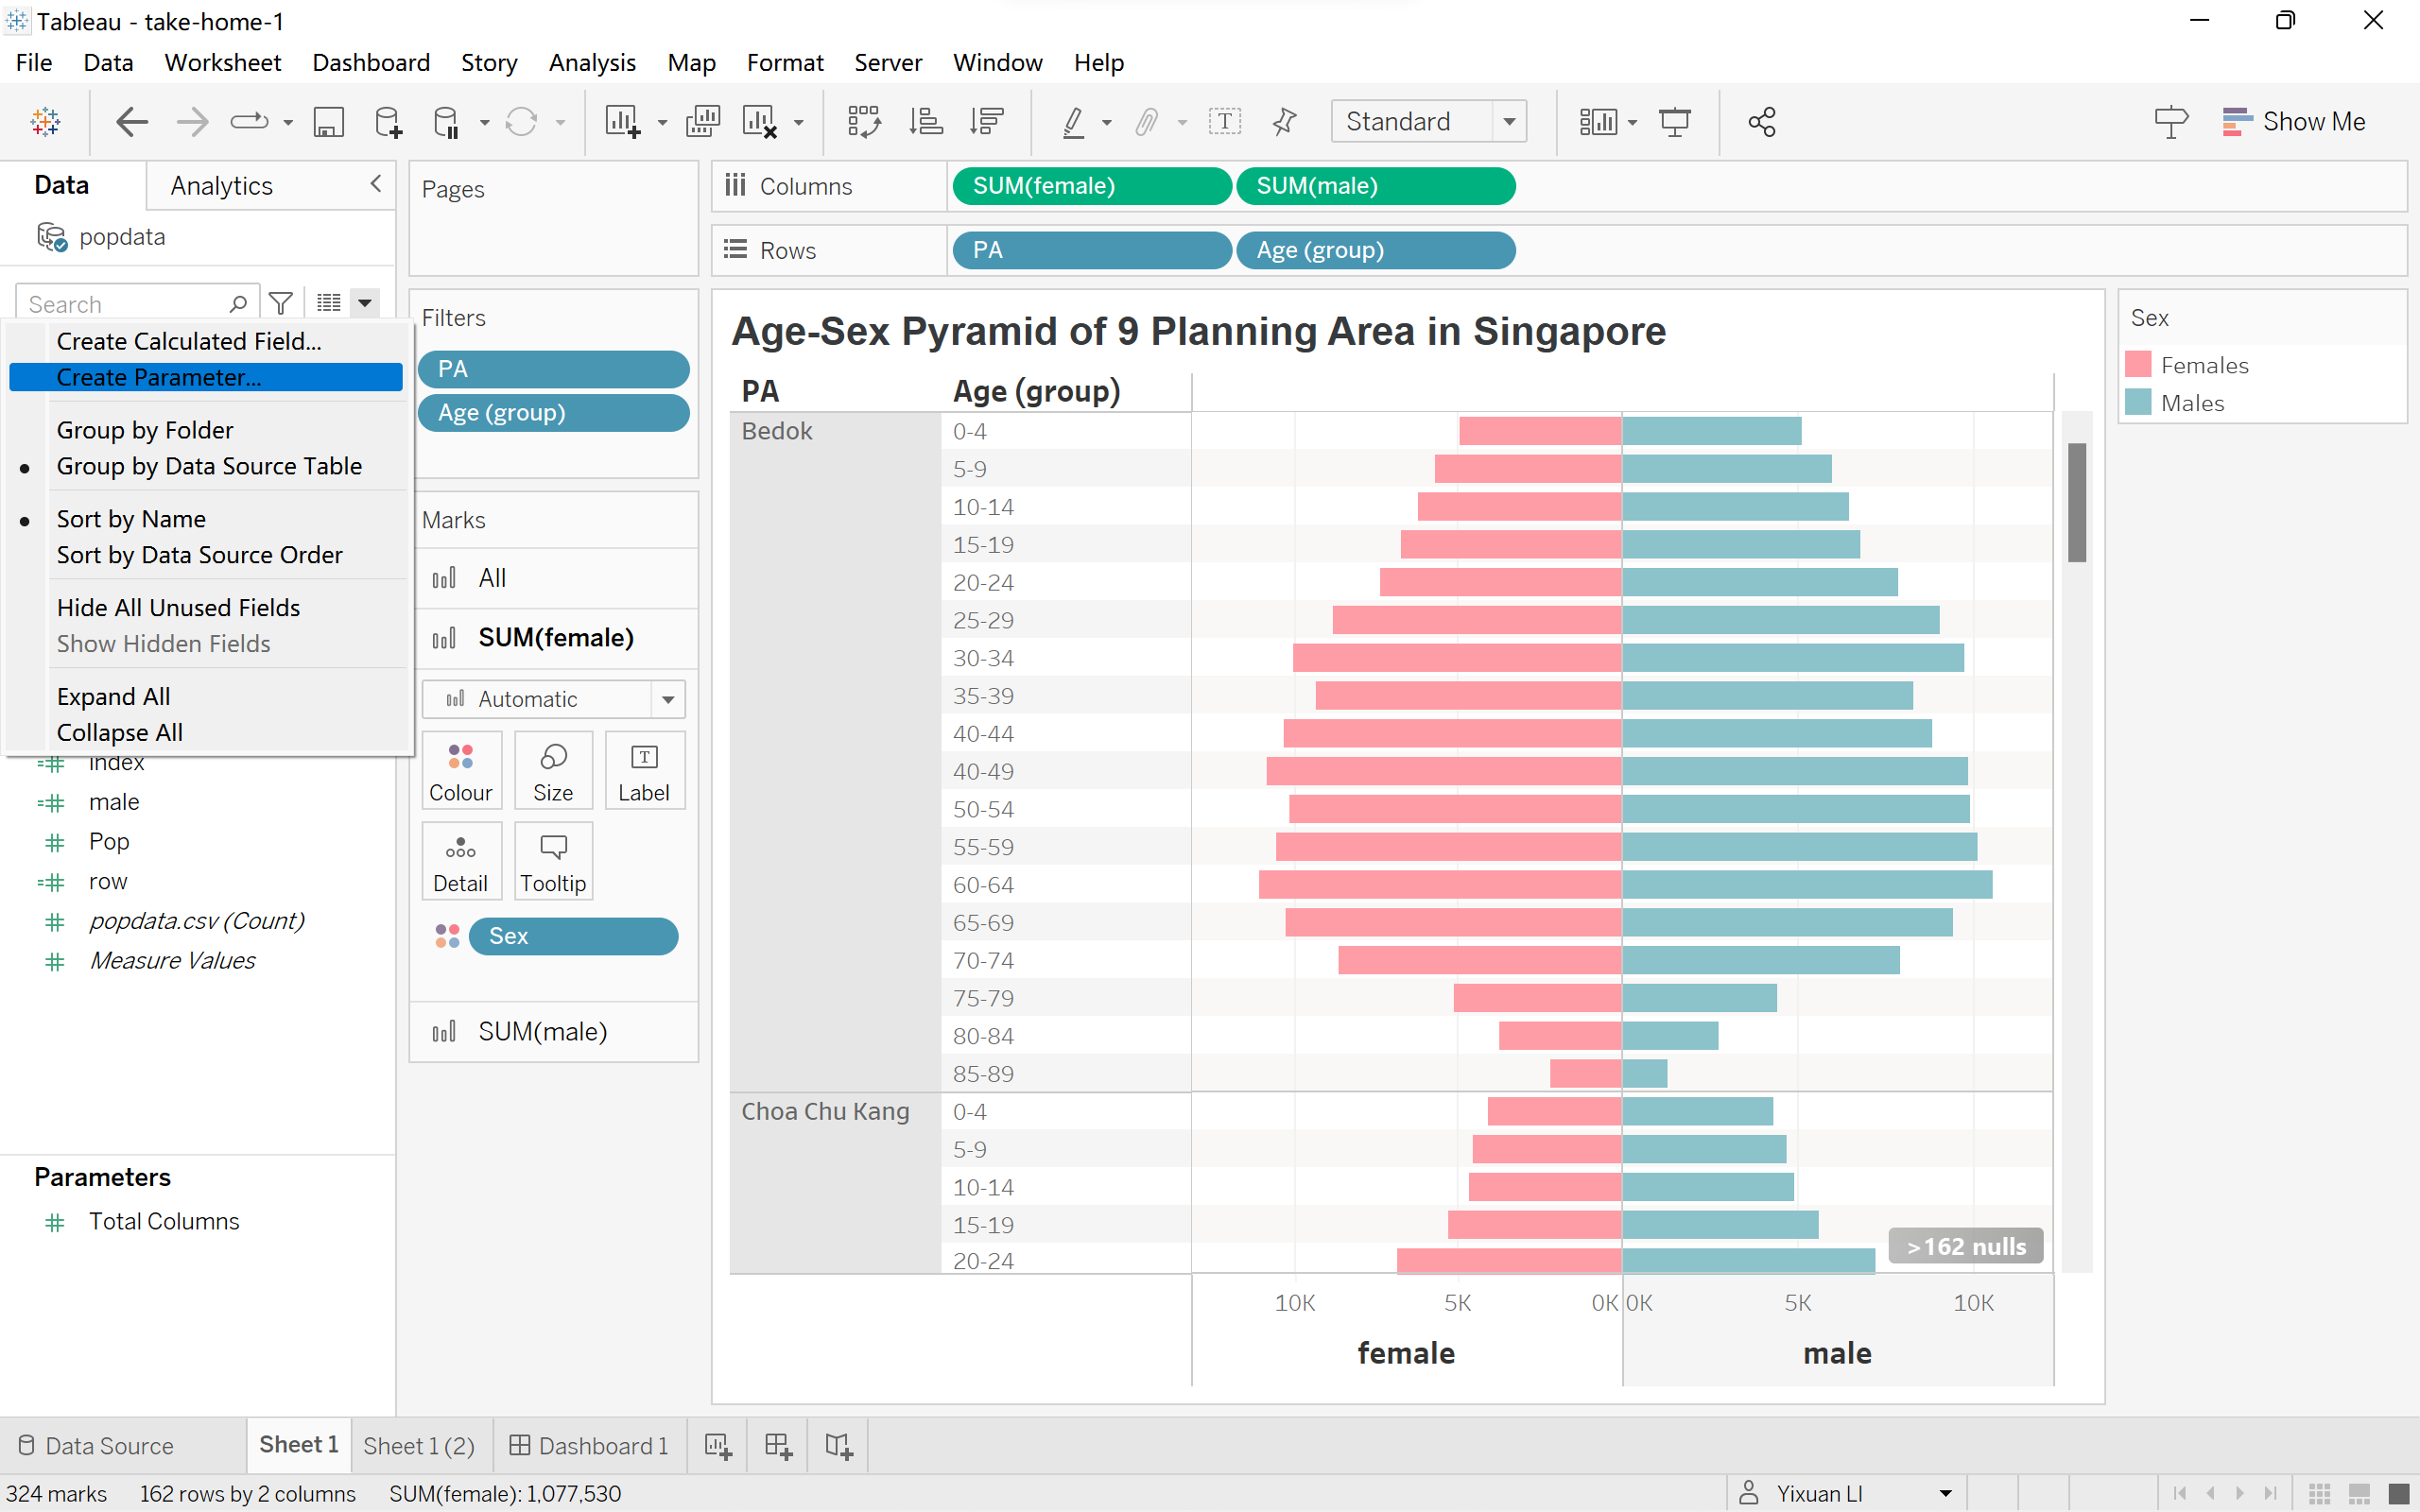 Tableau - take-home-1
File Data Worksheet Dashboard Story Analysis Map Format Server Window Help
Standard
Show Me
Data
Analytics
popdata
Search
Create Calculated Field...
Create Parameter...
Group by Folder
Group by Data Source Table
Sort by Name
Sort by Data Source Order
Hide All Unused Fields
Show Hidden Fields
Expand All
Collapse All
index
male
Pop
row
popdata.csv (Count)
Measure Values
Parameters
Total Columns
Pages
Filters
PA
Age (group)
Marks
All
SUM(female)
Automatic
Colour
Size
Label
Detail
Tooltip
Sex
SUM(male)
Columns
SUM(female)
SUM(male)
Rows
PA
Age (group)
Age-Sex Pyramid of 9 Planning Area in Singapore
PA
Age (group)
Bedok
0-4
5-9
10-14
15-19
20-24
25-29
30-34
35-39
40-44
40-49
50-54
55-59
60-64
65-69
70-74
75-79
80-84
85-89
Choa Chu Kang
0-4
5-9
10-14
15-19
20-24
>162 nulls
10K 5K 0K 0K 5K 10K
female
male
Sex
Females
Males
Data Source
Sheet 1
Sheet 1 (2)
Dashboard 1
324 marks
162 rows by 2 columns
SUM(female): 1,077,530
Yixuan LI